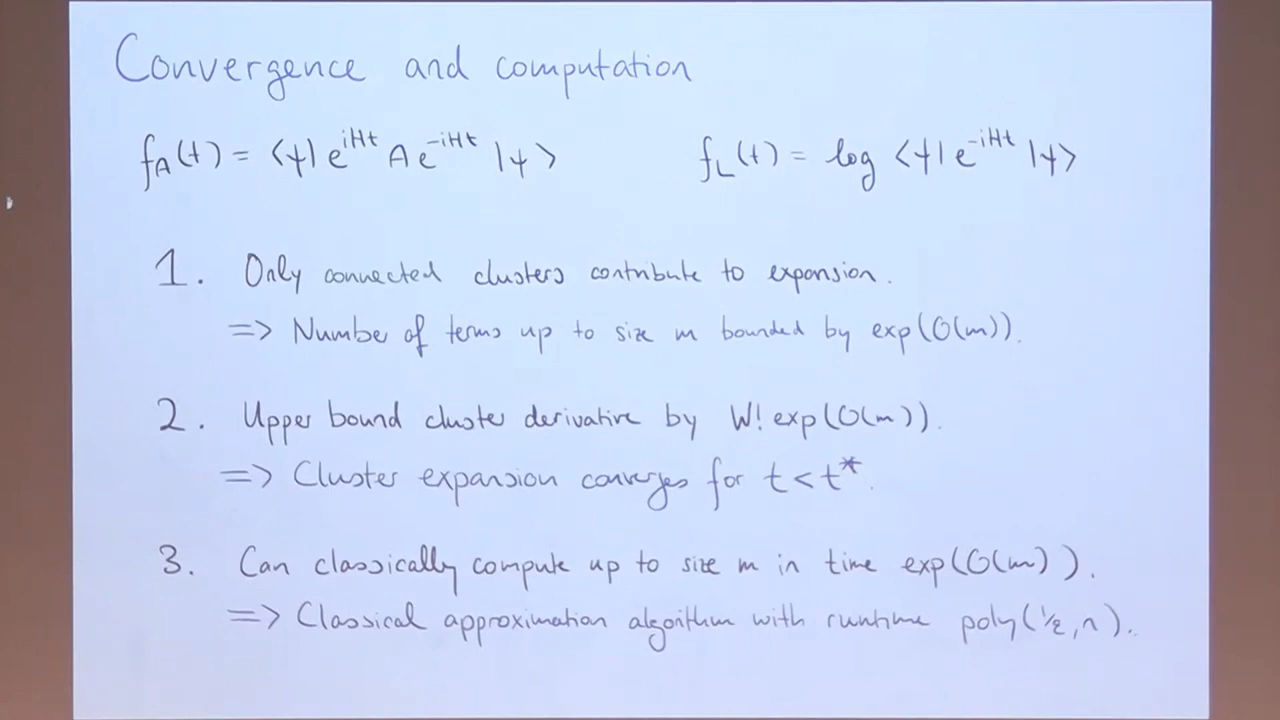 Convergence and computation
f_A(t) = ⟨ψ| e^{iHt} A e^{-iHt} |ψ⟩ f_L(t) = log ⟨ψ| e^{-iHt} |ψ⟩
1. Only connected clusters contribute to expansion.
=> Number of terms up to size m bounded by exp(O(m)).
2. Upper bound cluster derivative by W! exp(O(m)).
=> Cluster expansion converges for t < t*.
3. Can classically compute up to size m in time exp(O(m)).
=> Classical approximation algorithm with runtime poly(1/ε, n).